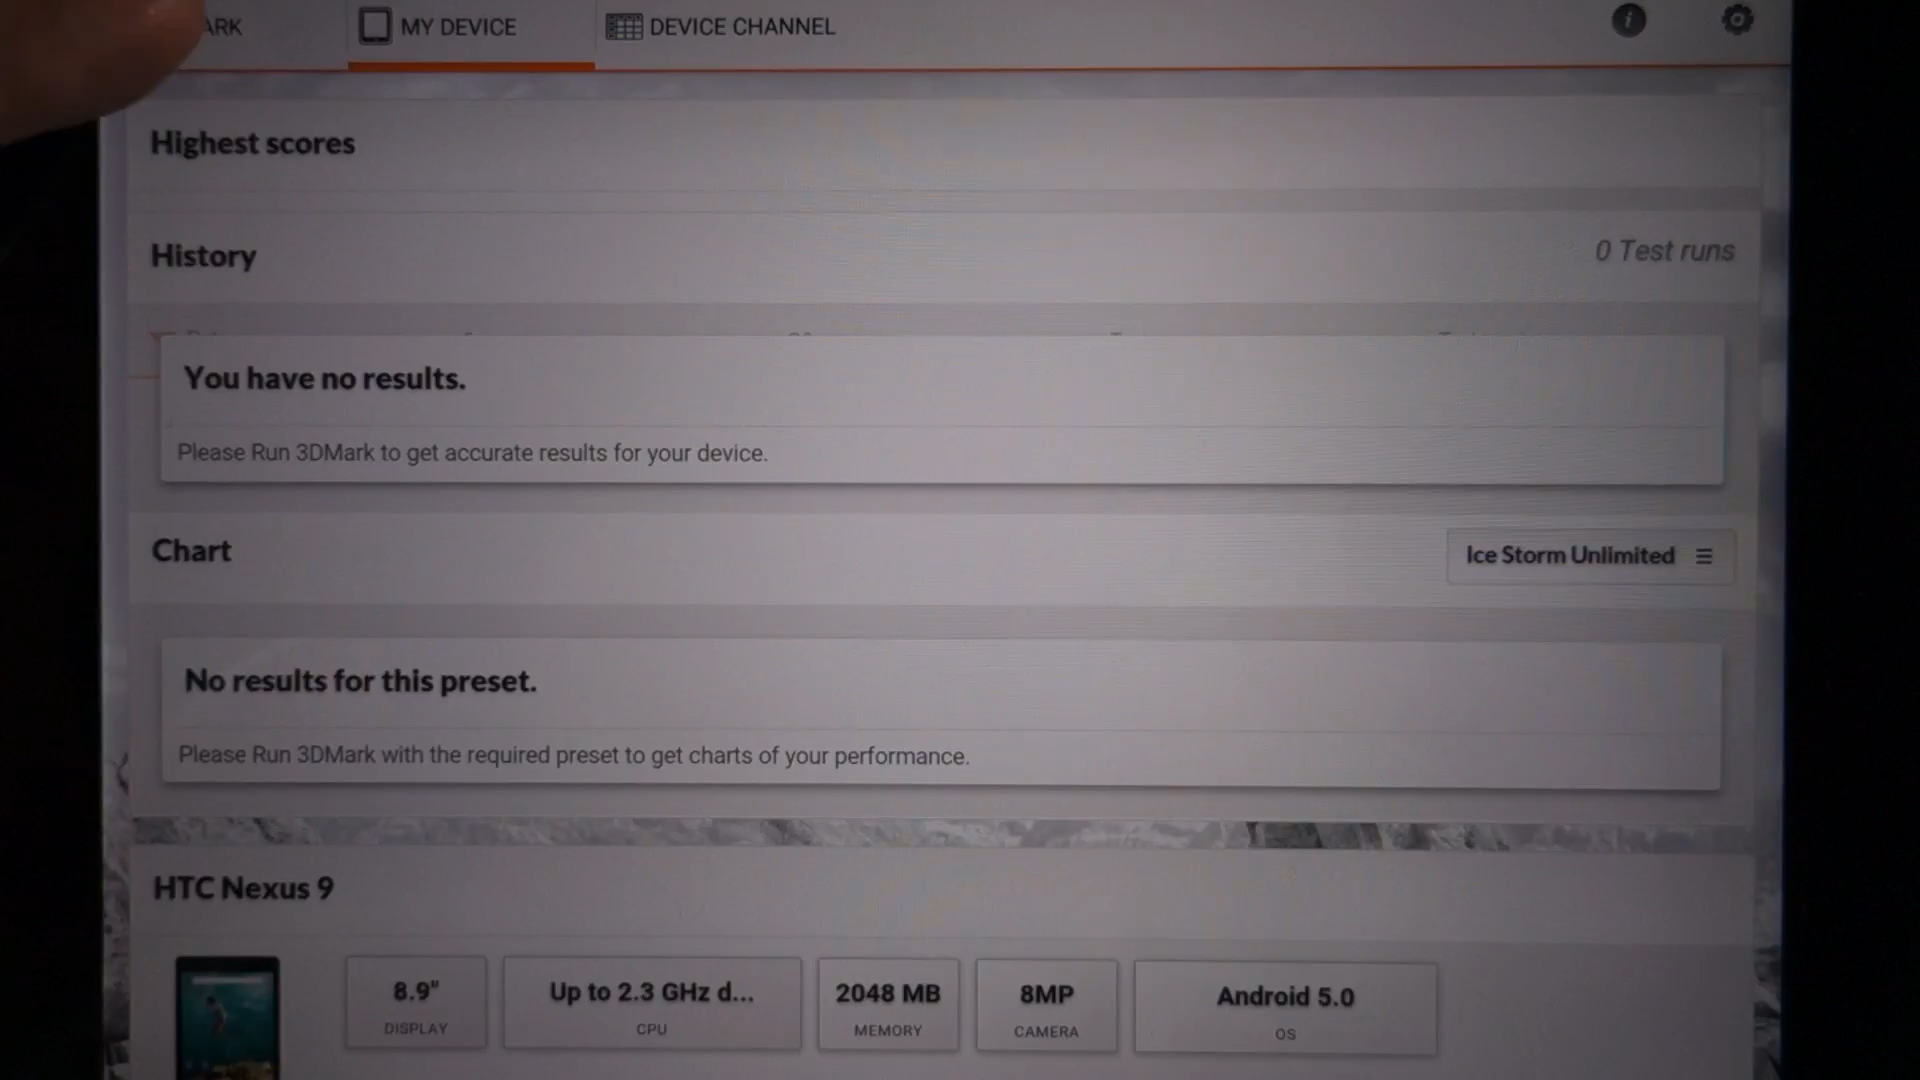 ARK
MY DEVICE
DEVICE CHANNEL
Highest scores
History
0 Test runs
You have no results.
Please Run 3DMark to get accurate results for your device.
Chart
Ice Storm Unlimited
No results for this preset.
Please Run 3DMark with the required preset to get charts of your performance.
HTC Nexus 9
8.9"
DISPLAY
Up to 2.3 GHz d...
CPU
2048 MB
MEMORY
8MP
CAMERA
Android 5.0
OS